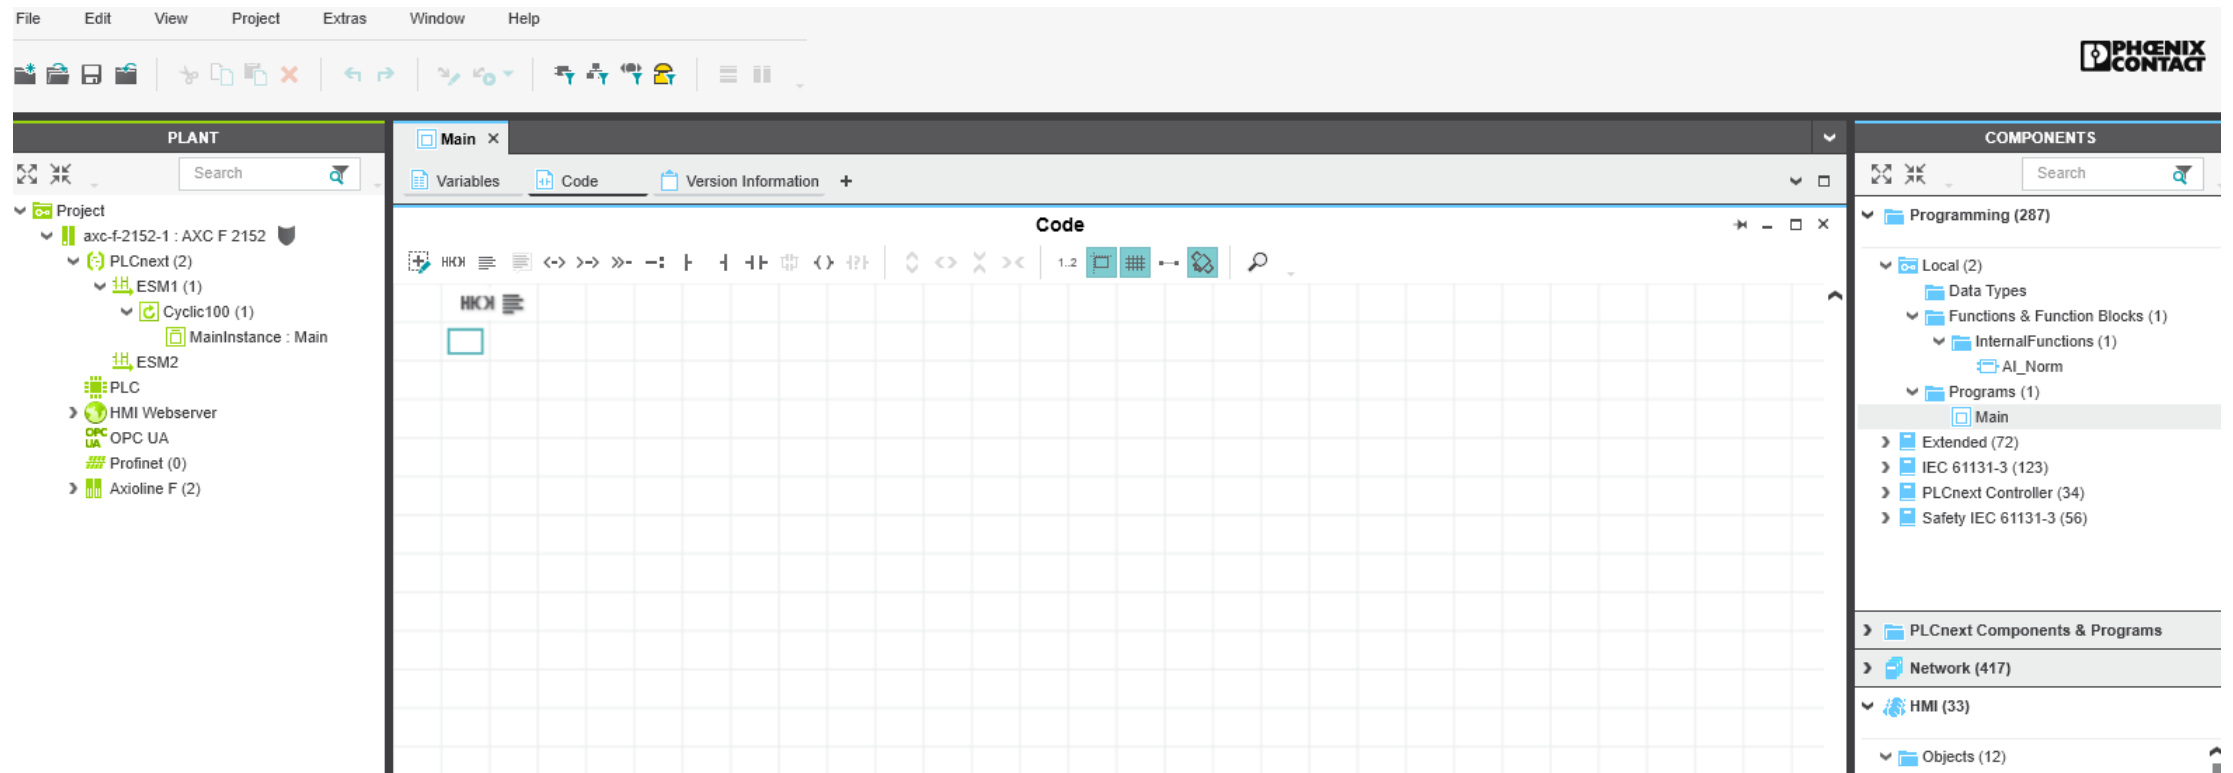 File Edit View Project Extras Window Help
PHŒNIX
CONTACT
PLANT
Search
Project
axc-f-2152-1 : AXC F 2152
PLCnext (2)
ESM1 (1)
Cyclic100 (1)
MainInstance : Main
ESM2
PLC
HMI Webserver
OPC UA OPC UA
Profinet (0)
Axioline F (2)
Main
Variables Code Version Information +
Code
1..2
COMPONENTS
Search
Programming (287)
Local (2)
Data Types
Functions & Function Blocks (1)
InternalFunctions (1)
AI_Norm
Programs (1)
Main
Extended (72)
IEC 61131-3 (123)
PLCnext Controller (34)
Safety IEC 61131-3 (56)
PLCnext Components & Programs
Network (417)
HMI (33)
Objects (12)